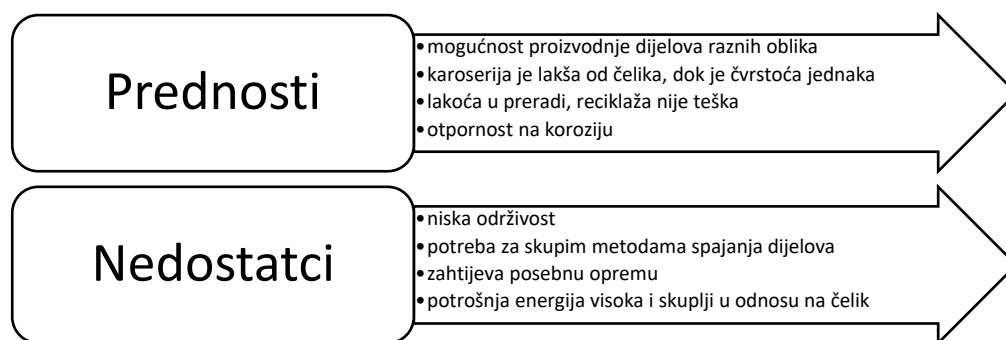 Prednosti
•mogućnost proizvodnje dijelova raznih oblika
•karoserija je lakša od čelika, dok je čvrstoća jednaka
•lakoća u preradi, reciklaža nije teška
•otpornost na koroziju
Nedostatci
•niska održivost
•potreba za skupim metodama spajanja dijelova
•zahtijeva posebnu opremu
•potrošnja energija visoka i skuplji u odnosu na čelik